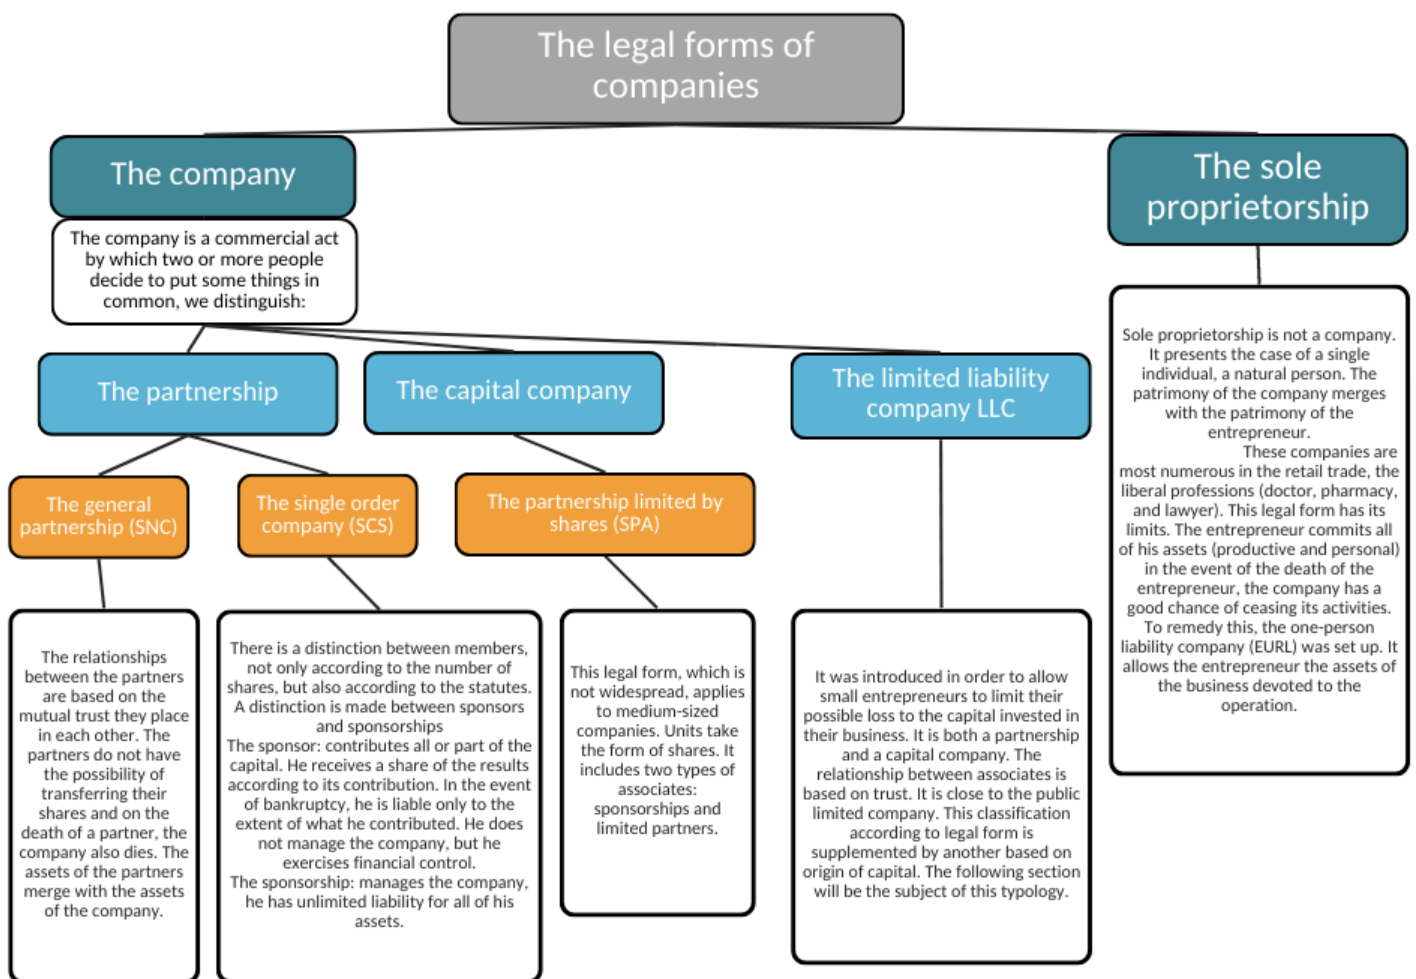 The legal forms of
companies
The company
The company is a commercial act
by which two or more people
decide to put some things in
common, we distinguish:
The sole
proprietorship
Sole proprietorship is not a company.
It presents the case of a single
individual, a natural person. The
patrimony of the company merges
with the patrimony of the
entrepreneur.
These companies are
most numerous in the retail trade, the
liberal professions (doctor, pharmacy,
and lawyer). This legal form has its
limits. The entrepreneur commits all
of his assets (productive and personal)
in the event of the death of the
entrepreneur, the company has a
good chance of ceasing its activities.
To remedy this, the one-person
liability company (EURL) was set up. It
allows the entrepreneur the assets of
the business devoted to the
operation.
The partnership
The capital company
The limited liability
company LLC
The general
partnership (SNC)
The single order
company (SCS)
The partnership limited by
shares (SPA)
The relationships
between the partners
are based on the
mutual trust they place
in each other. The
partners do not have
the possibility of
transferring their
shares and on the
death of a partner, the
company also dies. The
assets of the partners
merge with the assets
of the company.
There is a distinction between members,
not only according to the number of
shares, but also according to the statutes.
A distinction is made between sponsors
and sponsorships
The sponsor: contributes all or part of the
capital. He receives a share of the results
according to its contribution. In the event
of bankruptcy, he is liable only to the
extent of what he contributed. He does
not manage the company, but he
exercises financial control.
The sponsorship: manages the company,
he has unlimited liability for all of his
assets.
This legal form, which is
not widespread, applies
to medium-sized
companies. Units take
the form of shares. It
includes two types of
associates:
sponsorships and
limited partners.
It was introduced in order to allow
small entrepreneurs to limit their
possible loss to the capital invested in
their business. It is both a partnership
and a capital company. The
relationship between associates is
based on trust. It is close to the public
limited company. This classification
according to legal form is
supplemented by another based on
origin of capital. The following section
will be the subject of this typology.